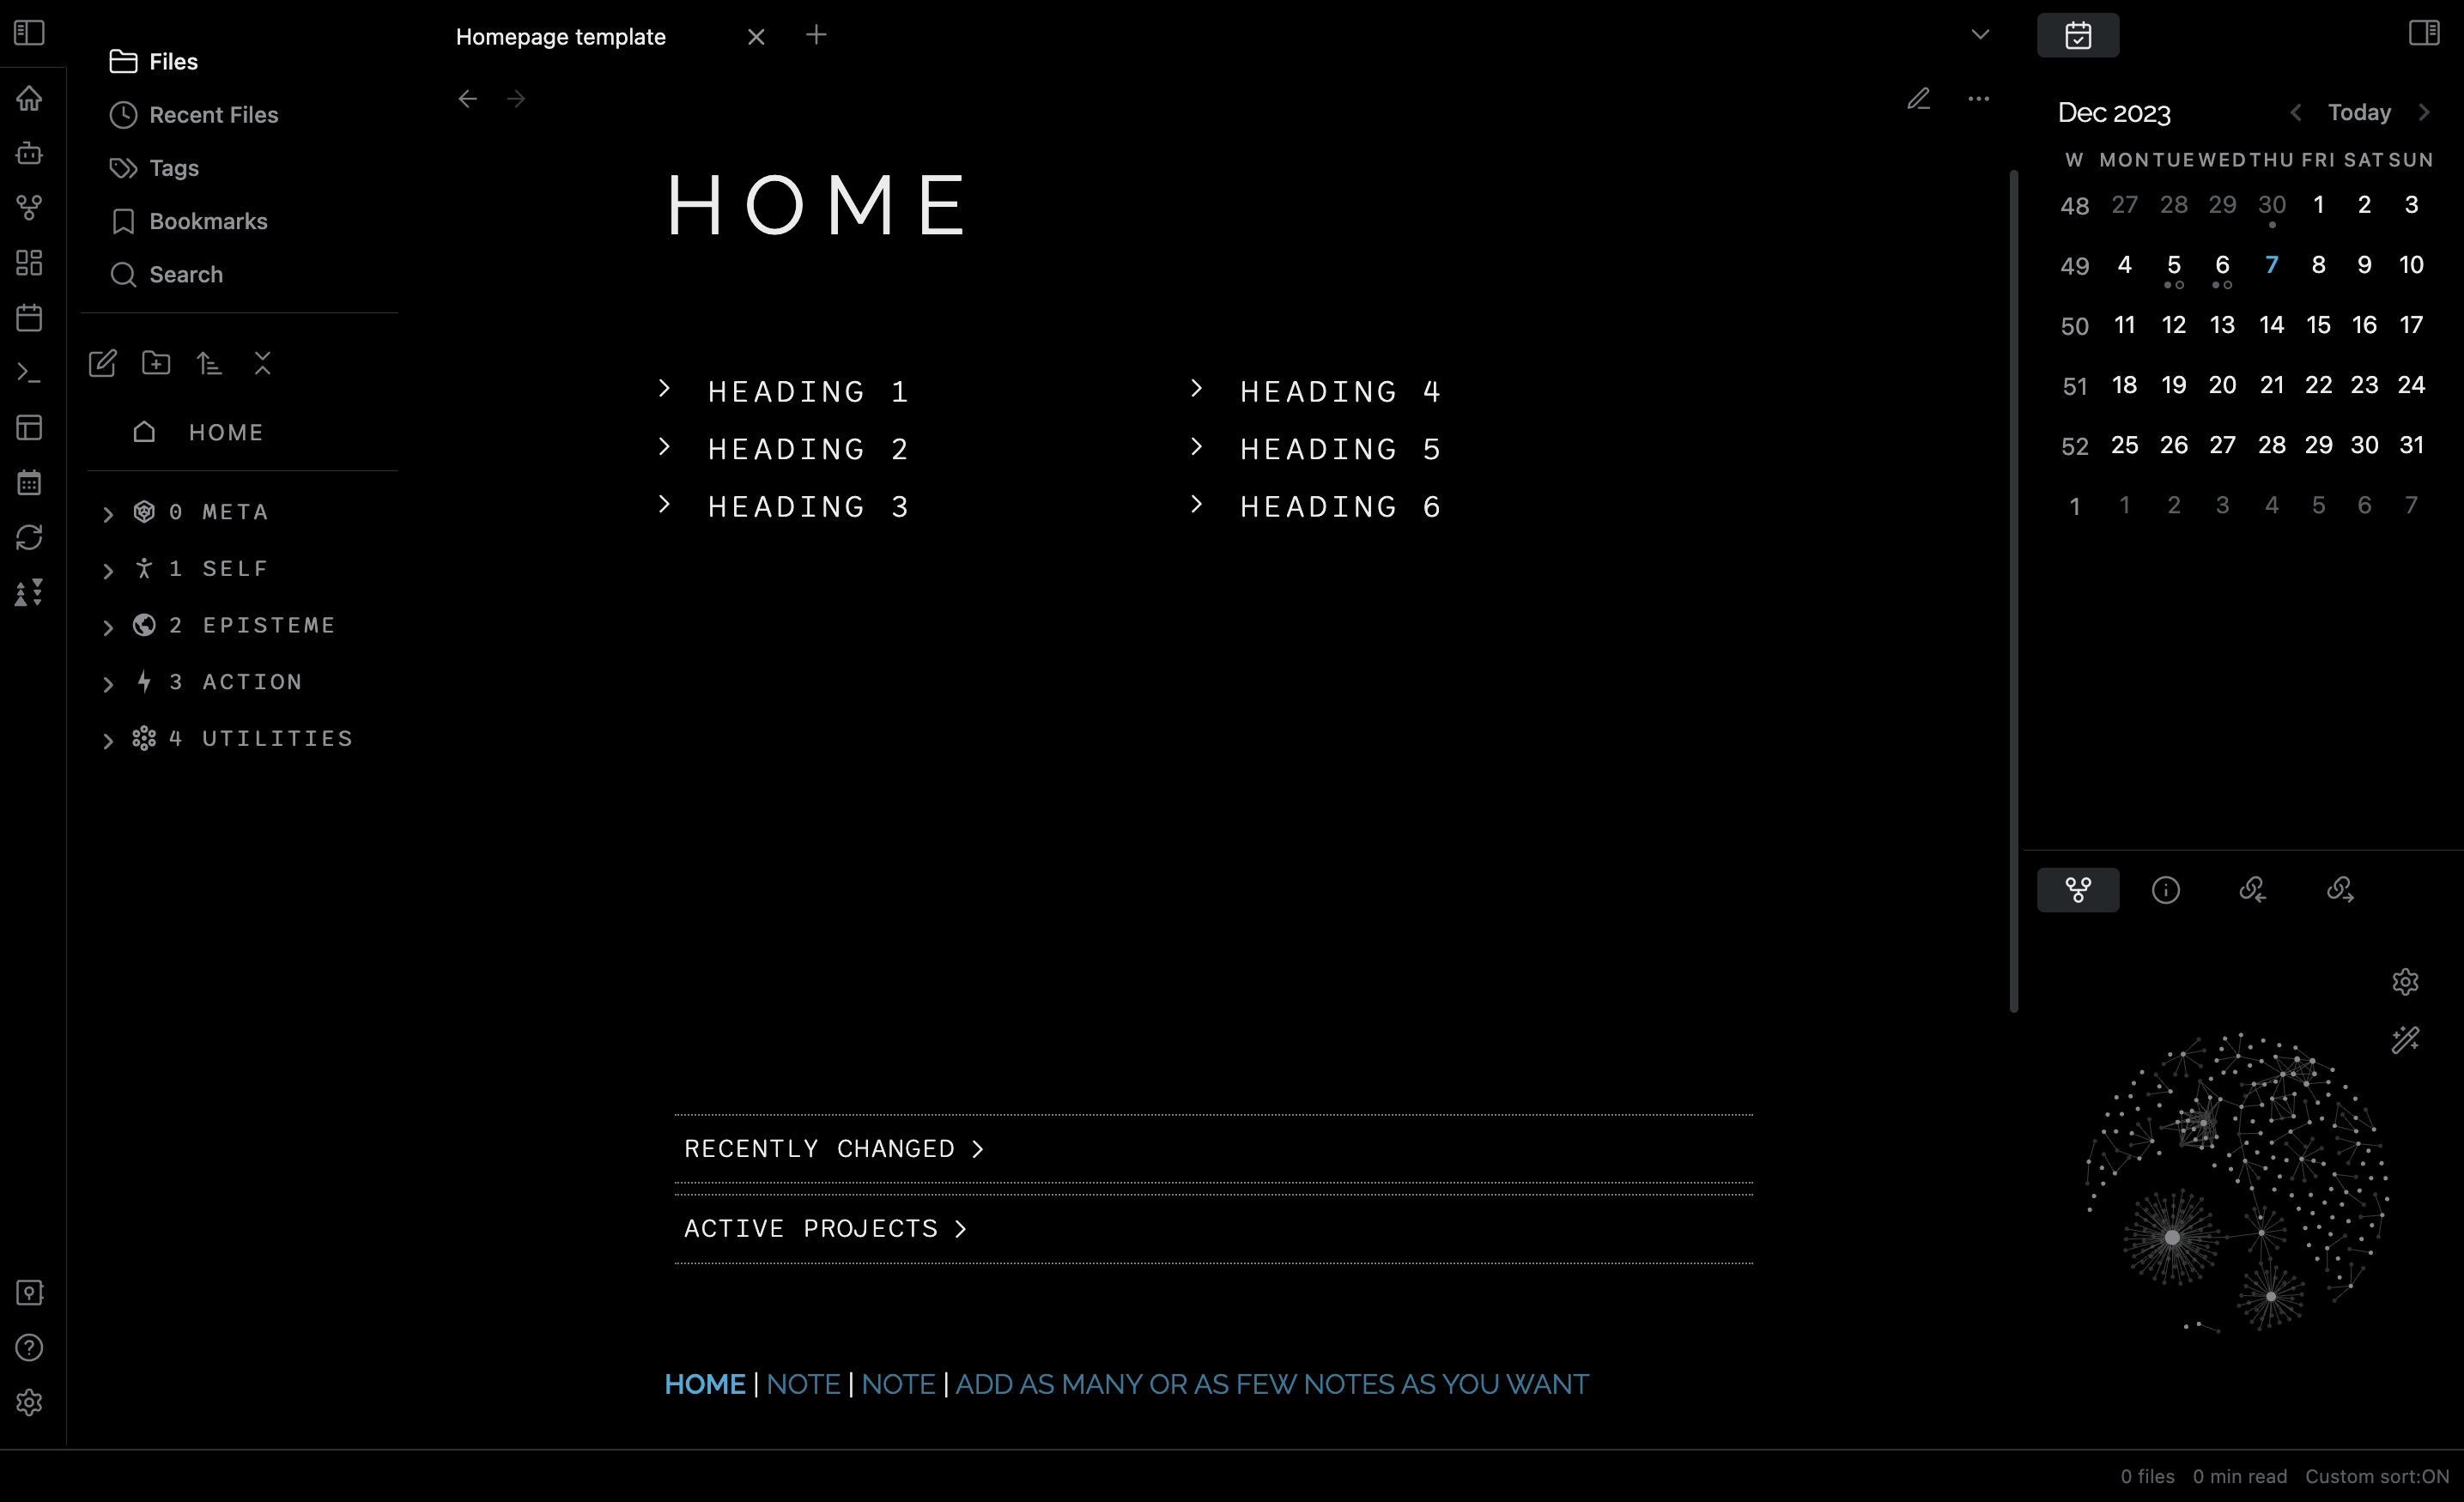 Files
Recent Files
Tags
Bookmarks
Search
HOME
0 META
1 SELF
2 EPISTEME
3 ACTION
4 UTILITIES
Homepage template
HOME
HEADING 1
HEADING 2
HEADING 3
HEADING 4
HEADING 5
HEADING 6
RECENTLY CHANGED >
ACTIVE PROJECTS >
HOME | NOTE | NOTE | ADD AS MANY OR AS FEW NOTES AS YOU WANT
Dec 2023 < Today >
W MON TUE WED THU FRI SAT SUN
48 27 28 29 30 1 2 3
49 4 5 6 7 8 9 10
50 11 12 13 14 15 16 17
51 18 19 20 21 22 23 24
52 25 26 27 28 29 30 31
1 1 2 3 4 5 6 7
0 files 0 min read Custom sort:ON